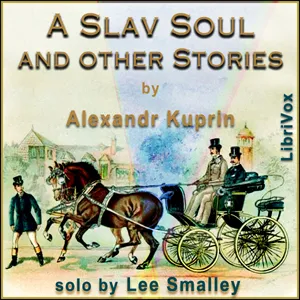 A Slav Soul
and other Stories
by
Alexandr Kuprin
LibriVox
solo by Lee Smalley